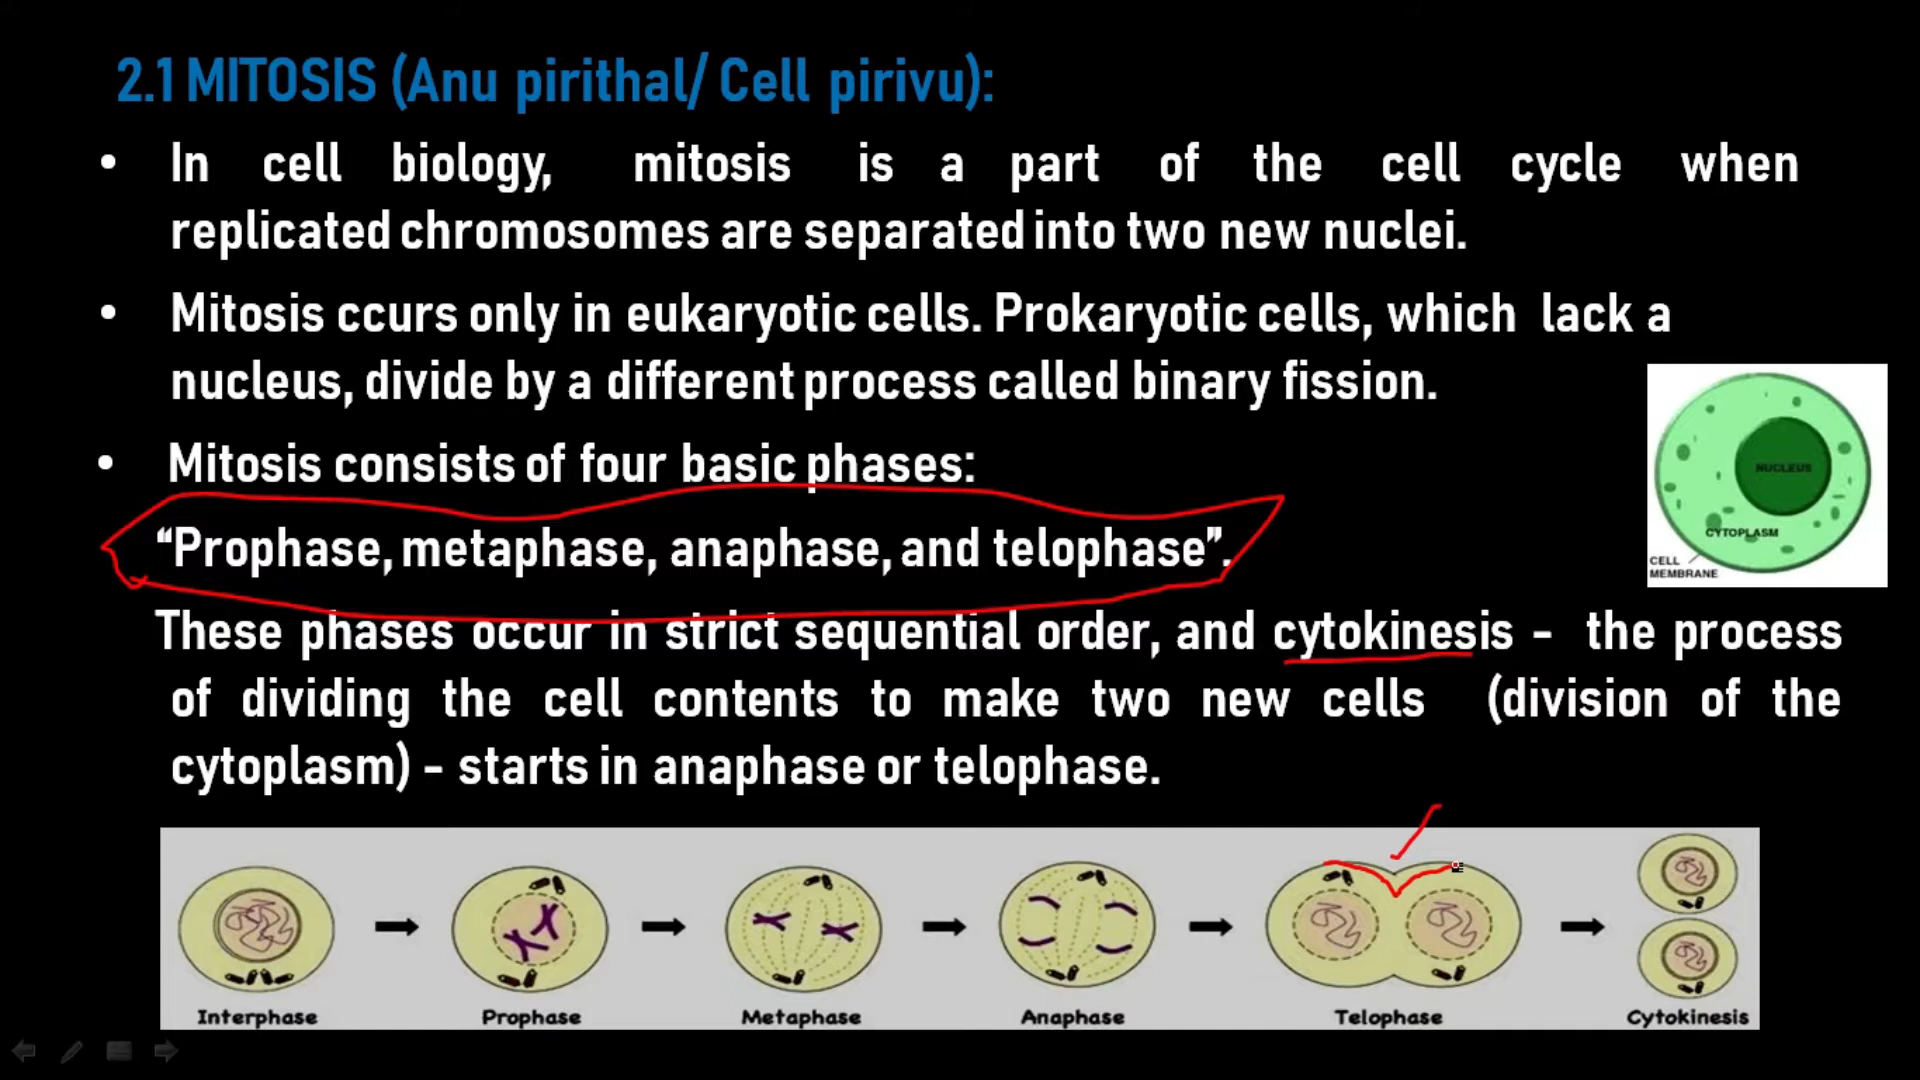 2.1 MITOSIS (Anu pirithal/ Cell pirivu):
• In cell biology, mitosis is a part of the cell cycle when
replicated chromosomes are separated into two new nuclei.
• Mitosis ccurs only in eukaryotic cells. Prokaryotic cells, which lack a
nucleus, divide by a different process called binary fission.
• Mitosis consists of four basic phases:
“Prophase, metaphase, anaphase, and telophase”.
These phases occur in strict sequential order, and cytokinesis - the process
of dividing the cell contents to make two new cells (division of the
cytoplasm) - starts in anaphase or telophase.
NUCLEUS
CYTOPLASM
CELL
MEMBRANE
Interphase Prophase Metaphase Anaphase Telophase Cytokinesis